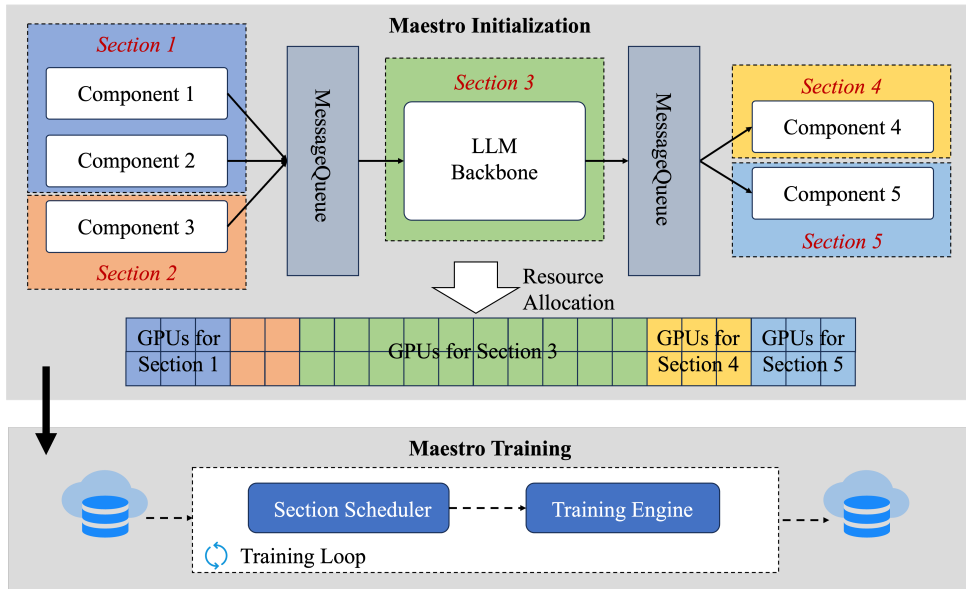 Maestro Initialization
Section 1
Component 1
Component 2
Component 3
Section 2
MessageQueue
Section 3
LLM
Backbone
MessageQueue
Section 4
Component 4
Component 5
Section 5
Resource
Allocation
GPUs for
Section 1
GPUs for Section 3
GPUs for
Section 4
GPUs for
Section 5
Maestro Training
Section Scheduler
Training Engine
Training Loop